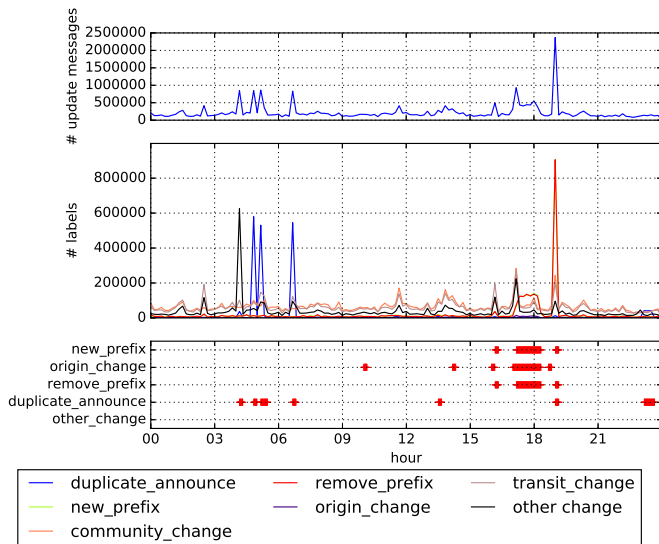 # update messages
2500000
2000000
1500000
1000000
500000
0
# labels
800000
600000
400000
200000
0
new_prefix
origin_change
remove_prefix
duplicate_announce
other_change
00 03 06 09 12 15 18 21
hour
duplicate_announce remove_prefix transit_change
new_prefix origin_change other change
community_change